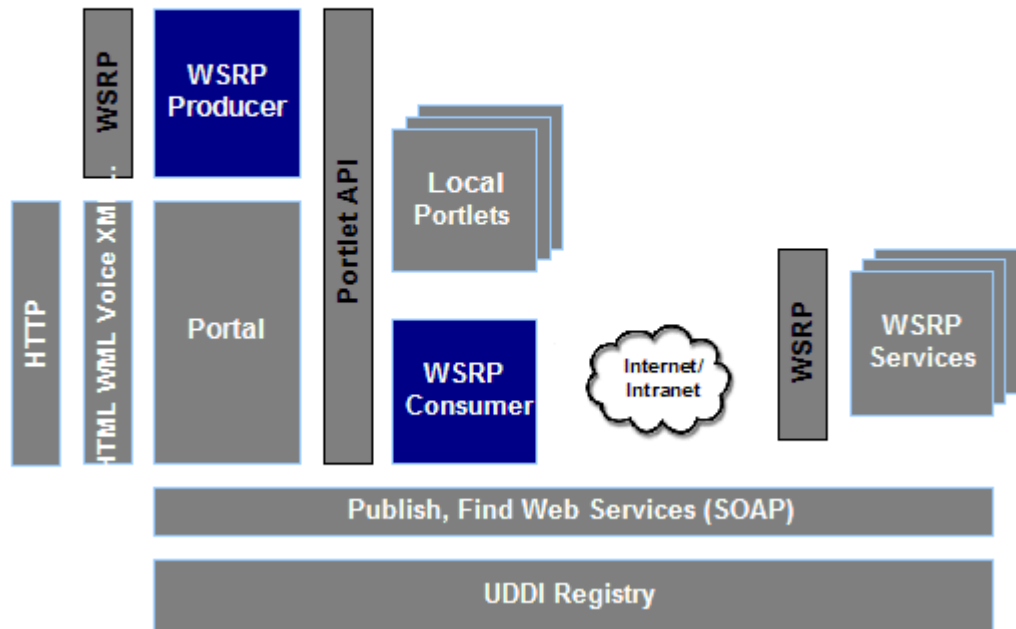 WSRP
WSRP
Producer
Portlet API
Local
Portlets
HTTP
HTML WML Voice XML...
Portal
WSRP
Consumer
Internet/
Intranet
WSRP
WSRP
Services
Publish, Find Web Services (SOAP)
UDDI Registry